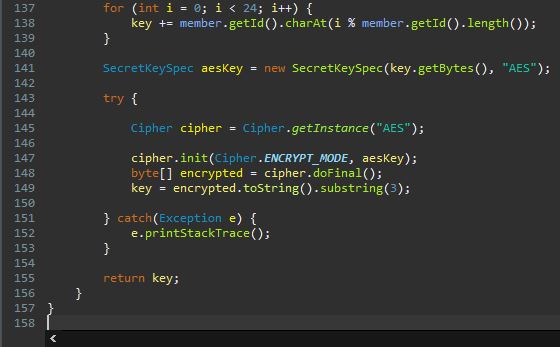 137 for (int i = 0; i < 24; i++) {
138 key += member.getId().charAt(i % member.getId().length());
139 }
140
141 SecretKeySpec aesKey = new SecretKeySpec(key.getBytes(), "AES");
142
143 try {
144
145 Cipher cipher = Cipher.getInstance("AES");
146
147 cipher.init(Cipher.ENCRYPT_MODE, aesKey);
148 byte[] encrypted = cipher.doFinal();
149 key = encrypted.toString().substring(3);
150
151 } catch(Exception e) {
152 e.printStackTrace();
153 }
154
155 return key;
156 }
157 }
158